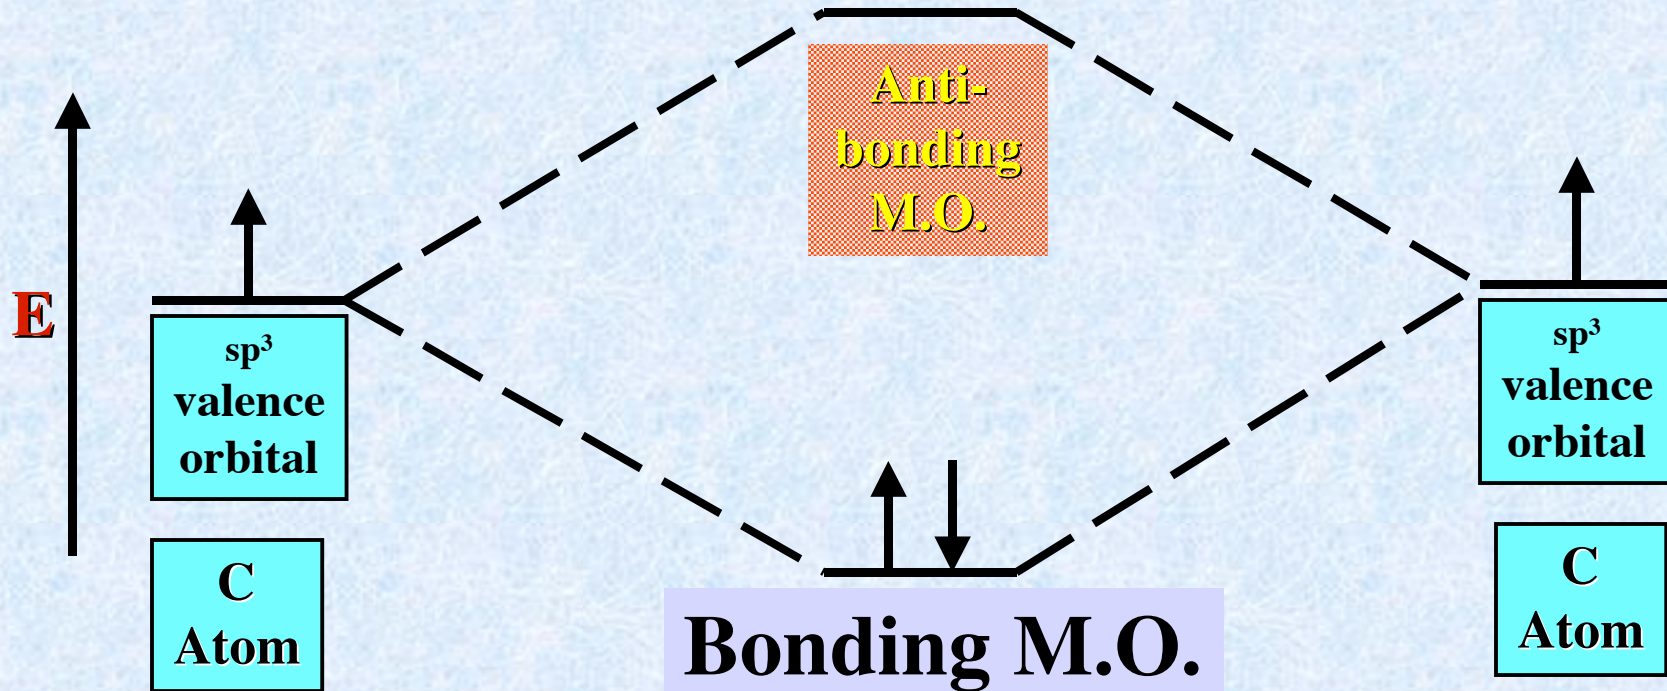 Anti-
bonding
M.O.
E
sp³
valence
orbital
sp³
valence
orbital
C
Atom
C
Atom
Bonding M.O.